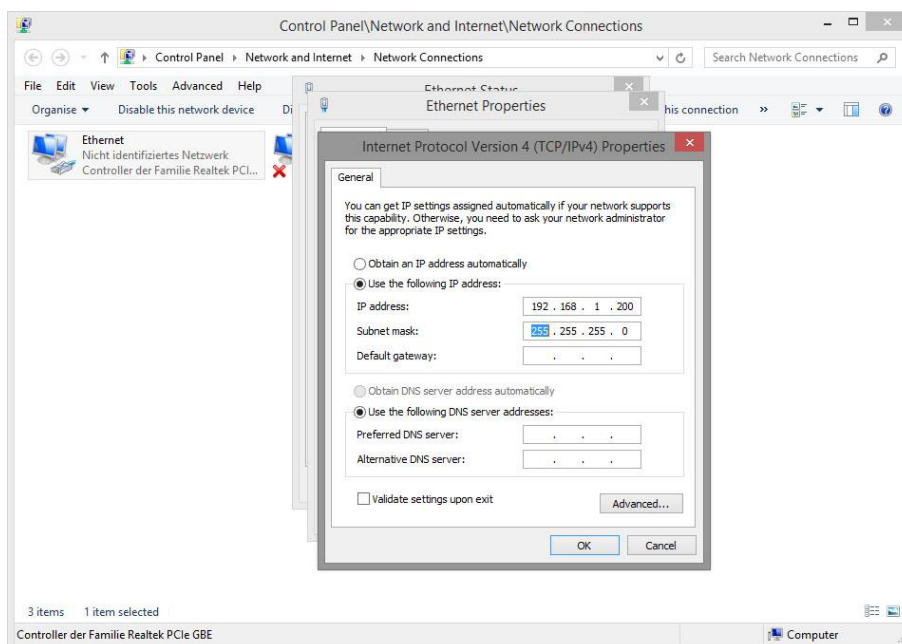 Control Panel\Network and Internet\Network Connections
Control Panel Network and Internet Network Connections
Search Network Connections
File Edit View Tools Advanced Help
Ethernet Status
Organise Disable this network device
his connection »
Ethernet Properties
Ethernet
Nicht identifiziertes Netzwerk
Controller der Familie Realtek PCI...
Internet Protocol Version 4 (TCP/IPv4) Properties
General
You can get IP settings assigned automatically if your network supports
this capability. Otherwise, you need to ask your network administrator
for the appropriate IP settings.
Obtain an IP address automatically
Use the following IP address:
IP address: 192 . 168 . 1 . 200
Subnet mask: 255 . 255 . 255 . 0
Default gateway: . . .
Obtain DNS server address automatically
Use the following DNS server addresses:
Preferred DNS server: . . .
Alternative DNS server: . . .
Validate settings upon exit
Advanced...
OK Cancel
3 items 1 item selected
Controller der Familie Realtek PCIe GBE
Computer